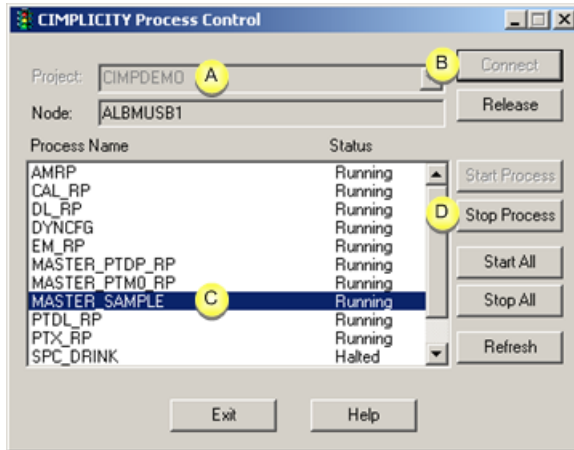 CIMPLICITY Process Control
Project: CIMPDEMO A B Connect
Node: ALBMUSB1 Release
Process Name Status
AMRP Running Start Process
CAL_RP Running
DL_RP Running
DYNCFG Running D Stop Process
EM_RP Running
MASTER_PTDP_RP Running Start All
MASTER_PTM0_RP Running
MASTER_SAMPLE C Running Stop All
PTDL_RP Running
PTX_RP Running Refresh
SPC_DRINK Halted
Exit Help